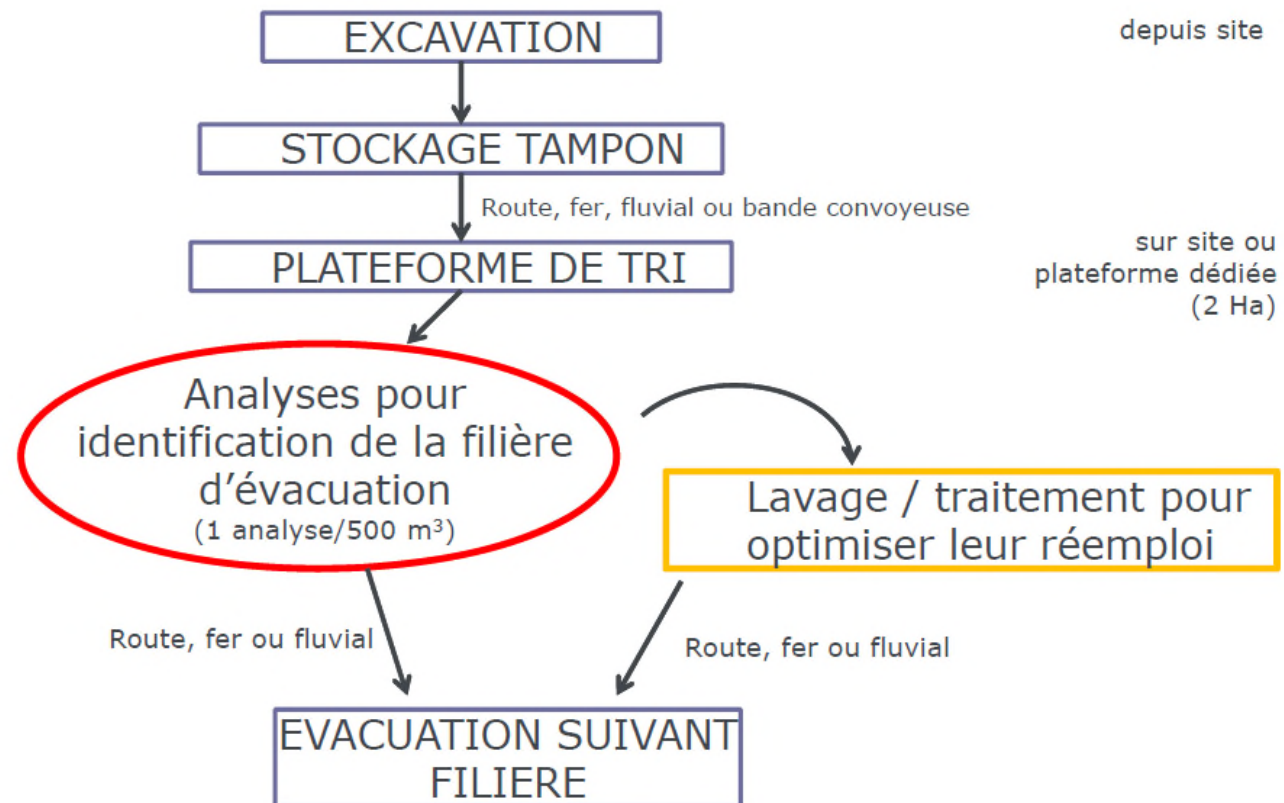 EXCAVATION
depuis site
STOCKAGE TAMPON
Route, fer, fluvial ou bande convoyeuse
PLATEFORME DE TRI
sur site ou
plateforme dédiée
(2 Ha)
Analyses pour
identification de la filière
d’évacuation
(1 analyse/500 m³)
Lavage / traitement pour
optimiser leur réemploi
Route, fer ou fluvial
Route, fer ou fluvial
EVACUATION SUIVANT
FILIERE